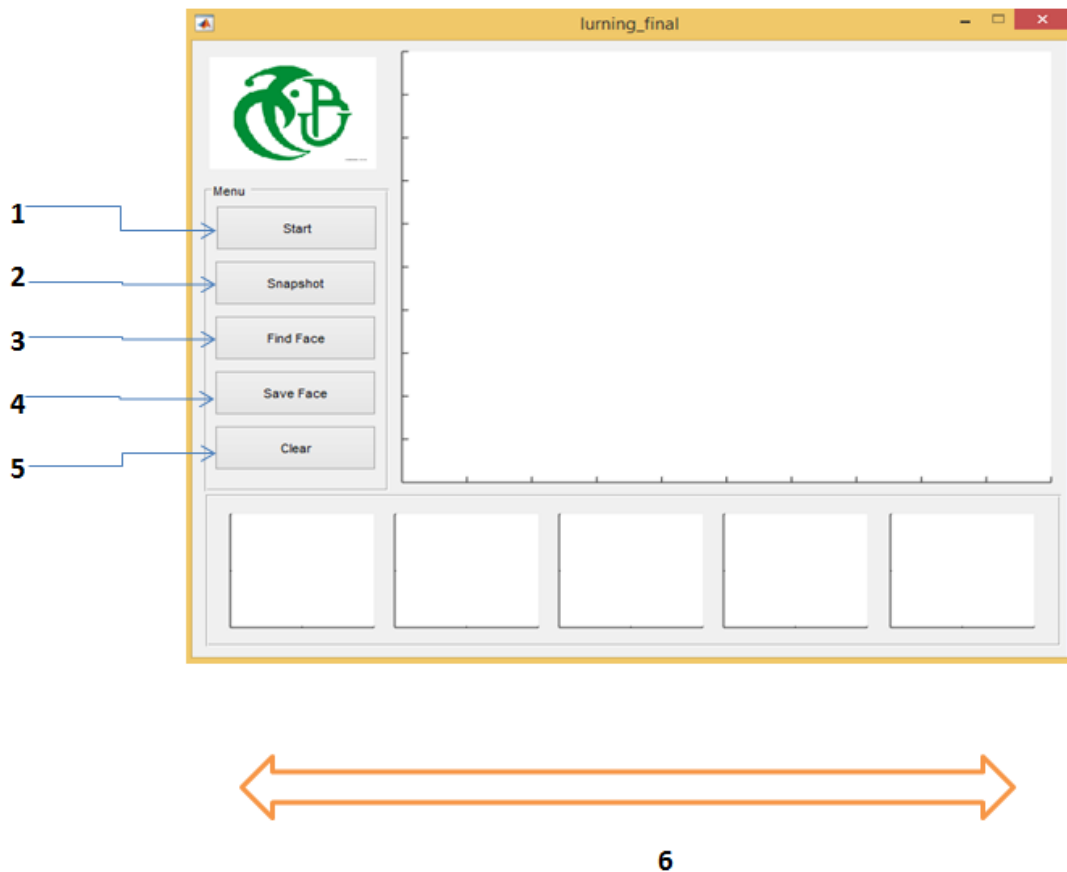 lurning_final
Menu
1
Start
2
Snapshot
3
Find Face
4
Save Face
5
Clear
6